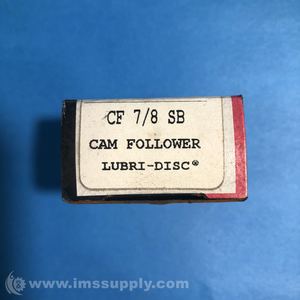 CF 7/8 SB
CAM FOLLOWER
LUBRI-DISC®
www.imssupply.com